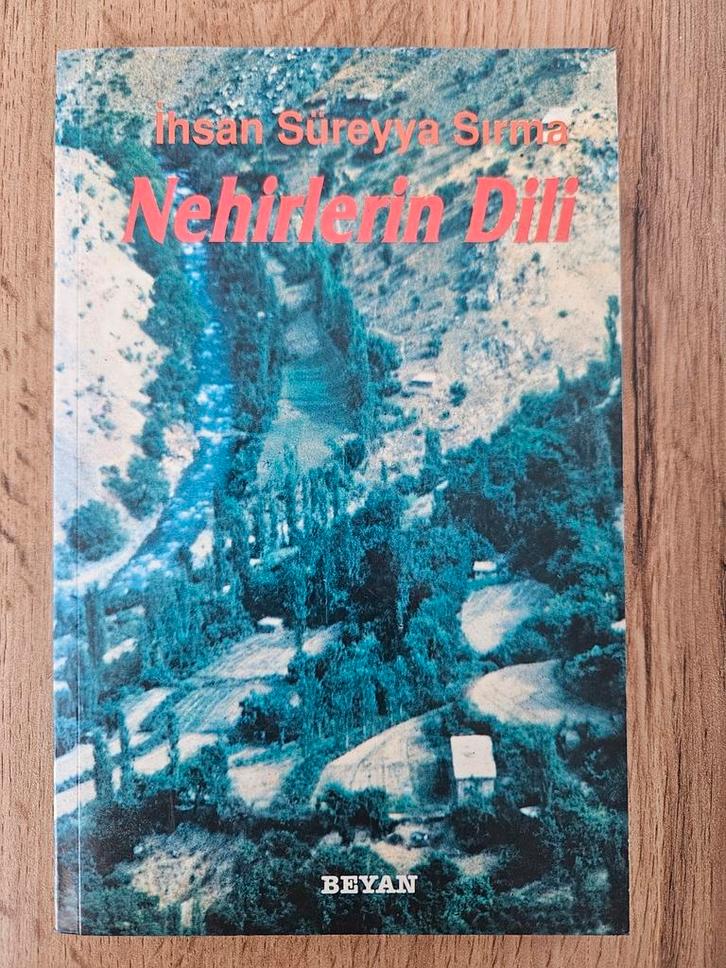 İhsan Süreyya Sırma
Nehirlerin Dili
BEYAN